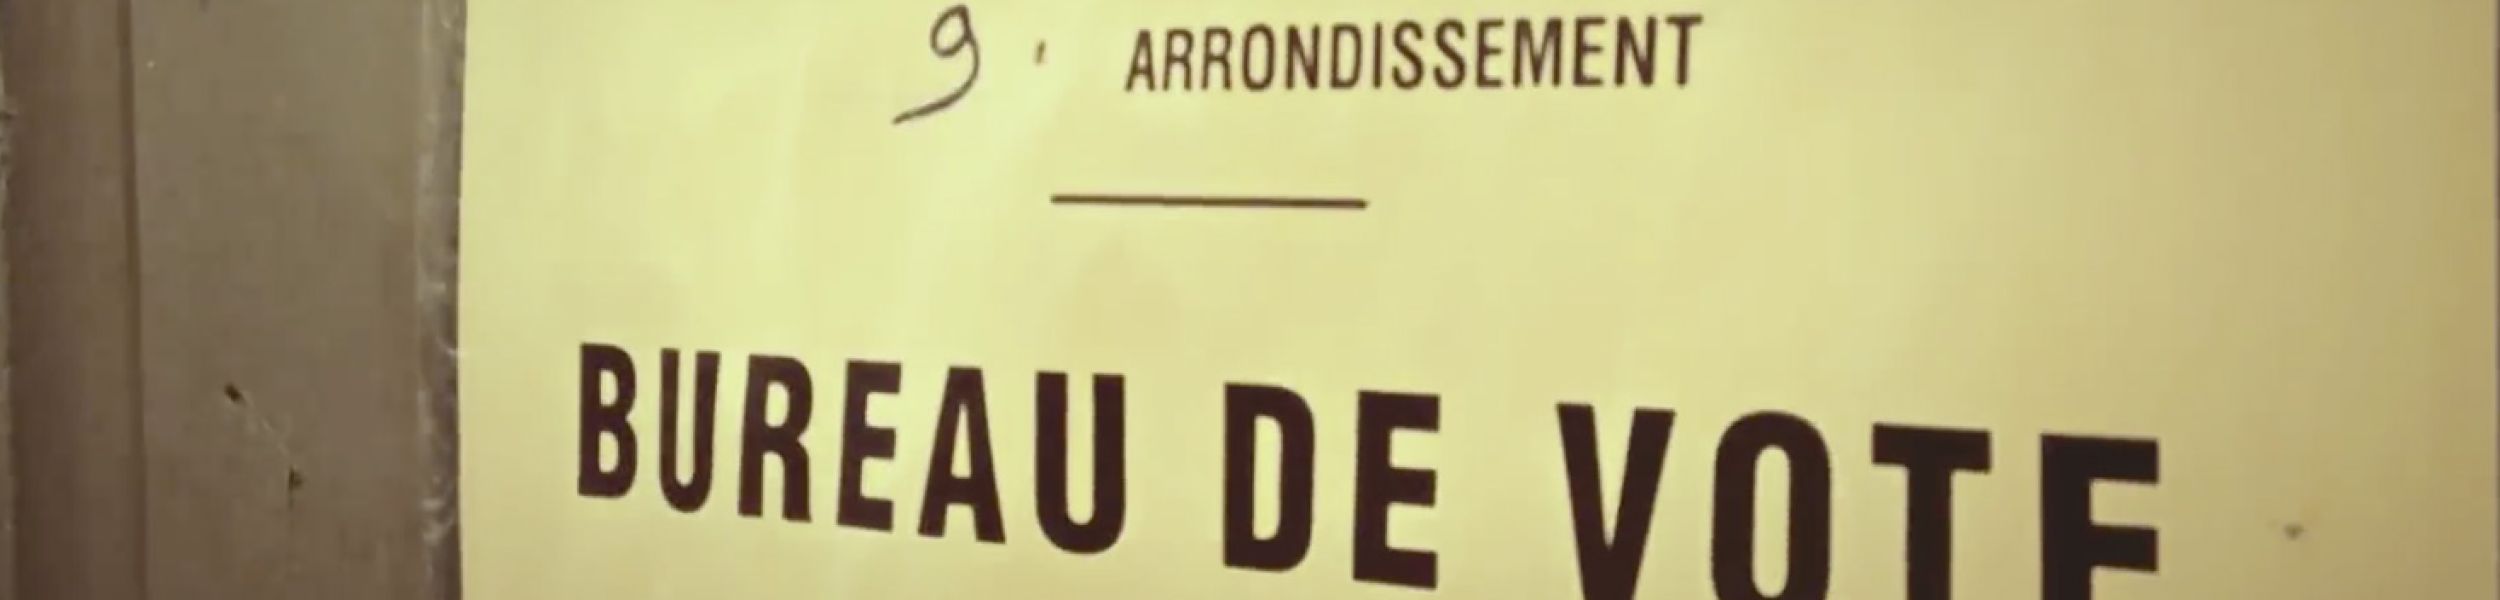 9 ' ARRONDISSEMENT
BUREAU DE VOTE